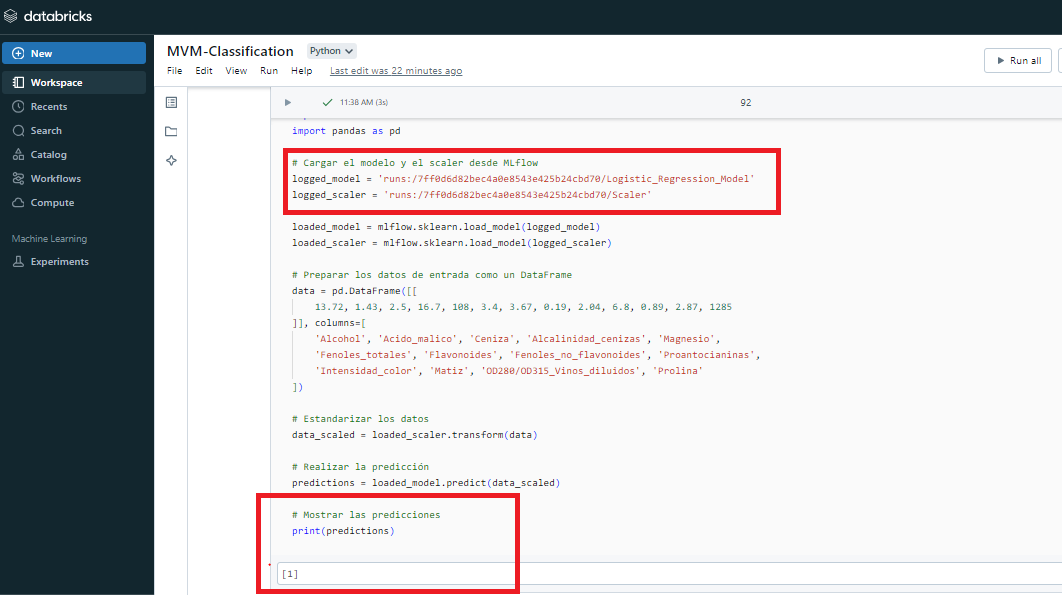 databricks
New
Workspace
Recents
Search
Catalog
Workflows
Compute
Machine Learning
Experiments
MVM-Classification
Python
File Edit View Run Help Last edit was 22 minutes ago
Run all
11:38 AM (3s)
92
import pandas as pd
# Cargar el modelo y el scaler desde MLflow
logged_model = 'runs:/7ff0d6d82bec4a0e8543e425b24cbd70/Logistic_Regression_Model'
logged_scaler = 'runs:/7ff0d6d82bec4a0e8543e425b24cbd70/Scaler'
loaded_model = mlflow.sklearn.load_model(logged_model)
loaded_scaler = mlflow.sklearn.load_model(logged_scaler)
# Preparar los datos de entrada como un DataFrame
data = pd.DataFrame([[
13.72, 1.43, 2.5, 16.7, 108, 3.4, 3.67, 0.19, 2.04, 6.8, 0.89, 2.87, 1285
]], columns=[
'Alcohol', 'Acido_malico', 'Ceniza', 'Alcalinidad_cenizas', 'Magnesio',
'Fenoles_totales', 'Flavonoides', 'Fenoles_no_flavonoides', 'Proantocianinas',
'Intensidad_color', 'Matiz', 'OD280/OD315_Vinos_diluidos', 'Prolina'
])
# Estandarizar los datos
data_scaled = loaded_scaler.transform(data)
# Realizar la predicción
predictions = loaded_model.predict(data_scaled)
# Mostrar las predicciones
print(predictions)
[1]